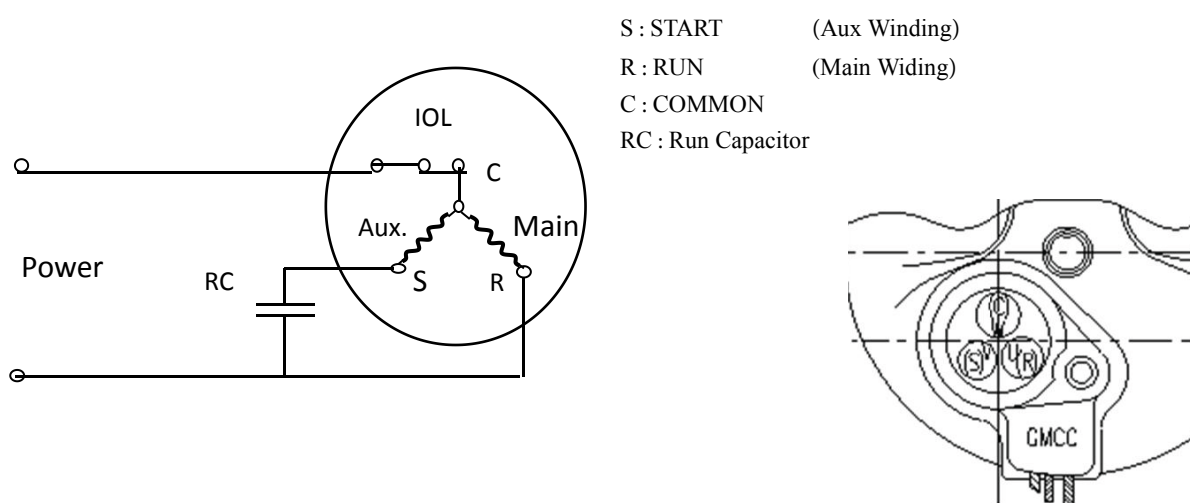 S : START (Aux Winding)
R : RUN (Main Widing)
C : COMMON
RC : Run Capacitor
IOL
C
Aux. Main
Power RC S R
(C)
(S) V U (R)
GMCC